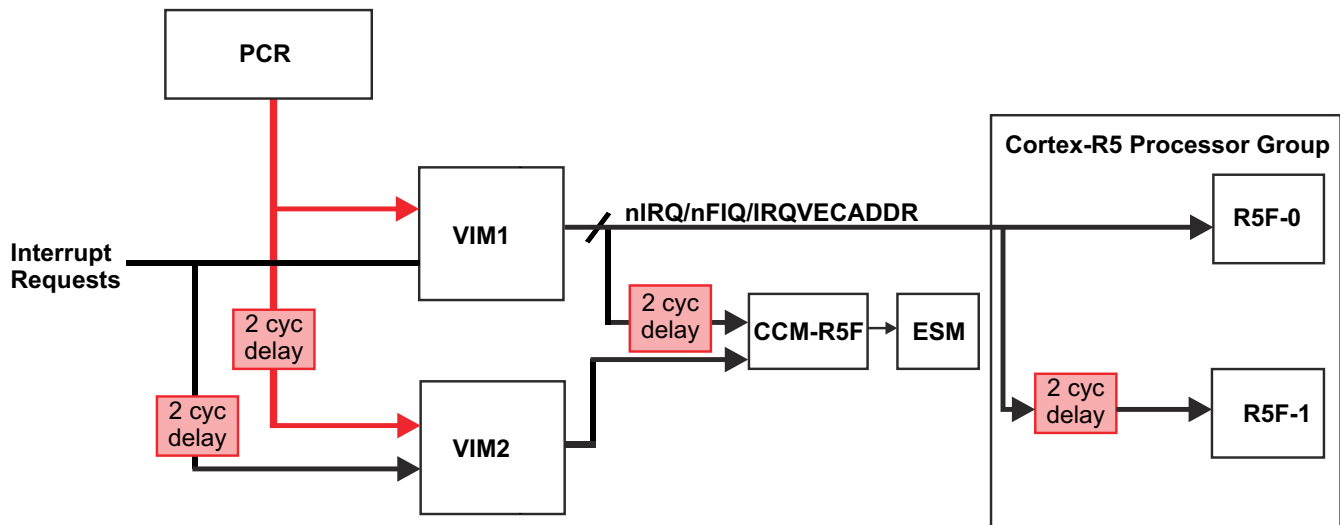 PCR
Cortex-R5 Processor Group
nIRQ/nFIQ/IRQVECADDR
VIM1
R5F-0
Interrupt
Requests
2 cyc
delay
2 cyc
delay
CCM-R5F
ESM
2 cyc
delay
VIM2
2 cyc
delay
R5F-1